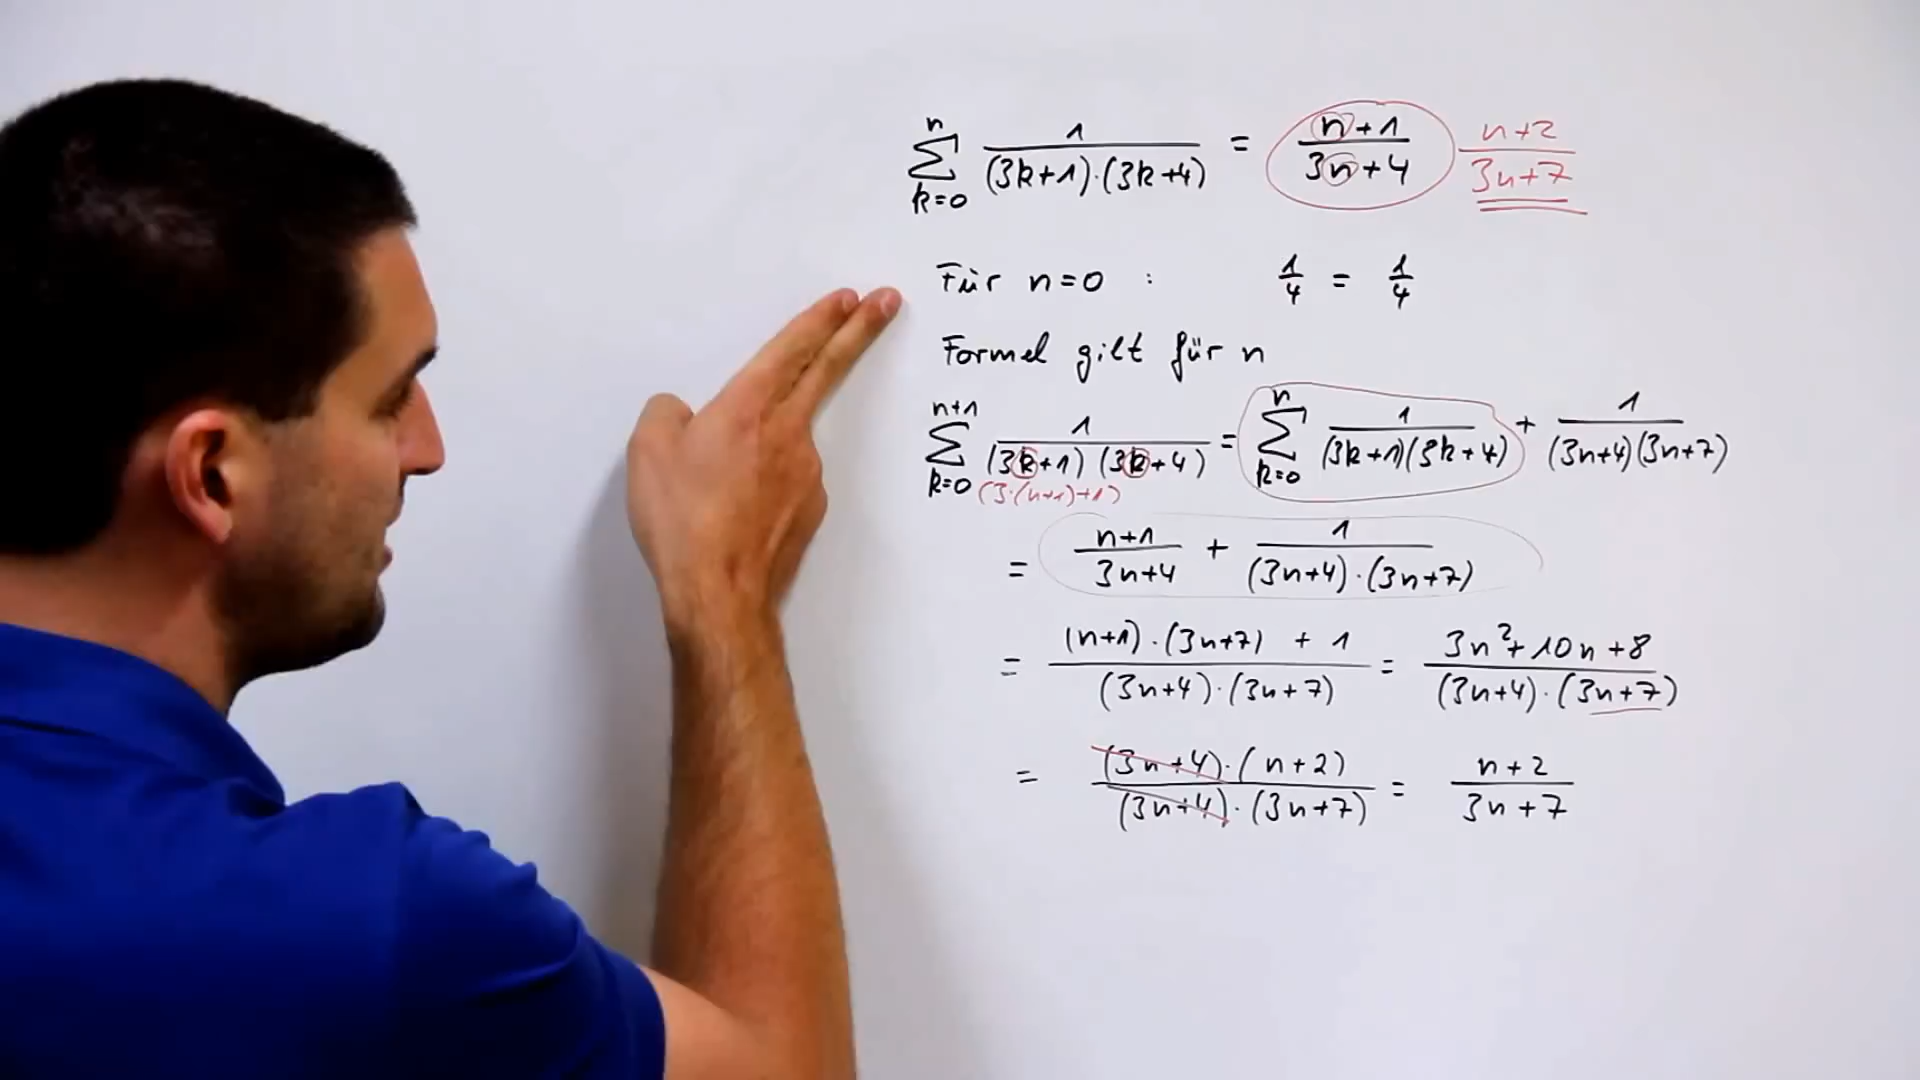 ∑_{k=0}^{n} 1/((3k+1)·(3k+4)) = (n+1)/(3n+4) (n+2)/(3n+7)
Für n=0 : 1/4 = 1/4
Formel gilt für n
∑_{k=0}^{n+1} 1/((3k+1)(3k+4)) = ∑_{k=0}^{n} 1/((3k+1)(3k+4)) + 1/((3n+4)(3n+7))
(3·(n+1)+1)
= (n+1)/(3n+4) + 1/((3n+4)·(3n+7))
= ((n+1)·(3n+7) + 1)/((3n+4)·(3n+7)) = (3n²+10n+8)/((3n+4)·(3n+7))
= ((3n+4)·(n+2))/((3n+4)·(3n+7)) = (n+2)/(3n+7)